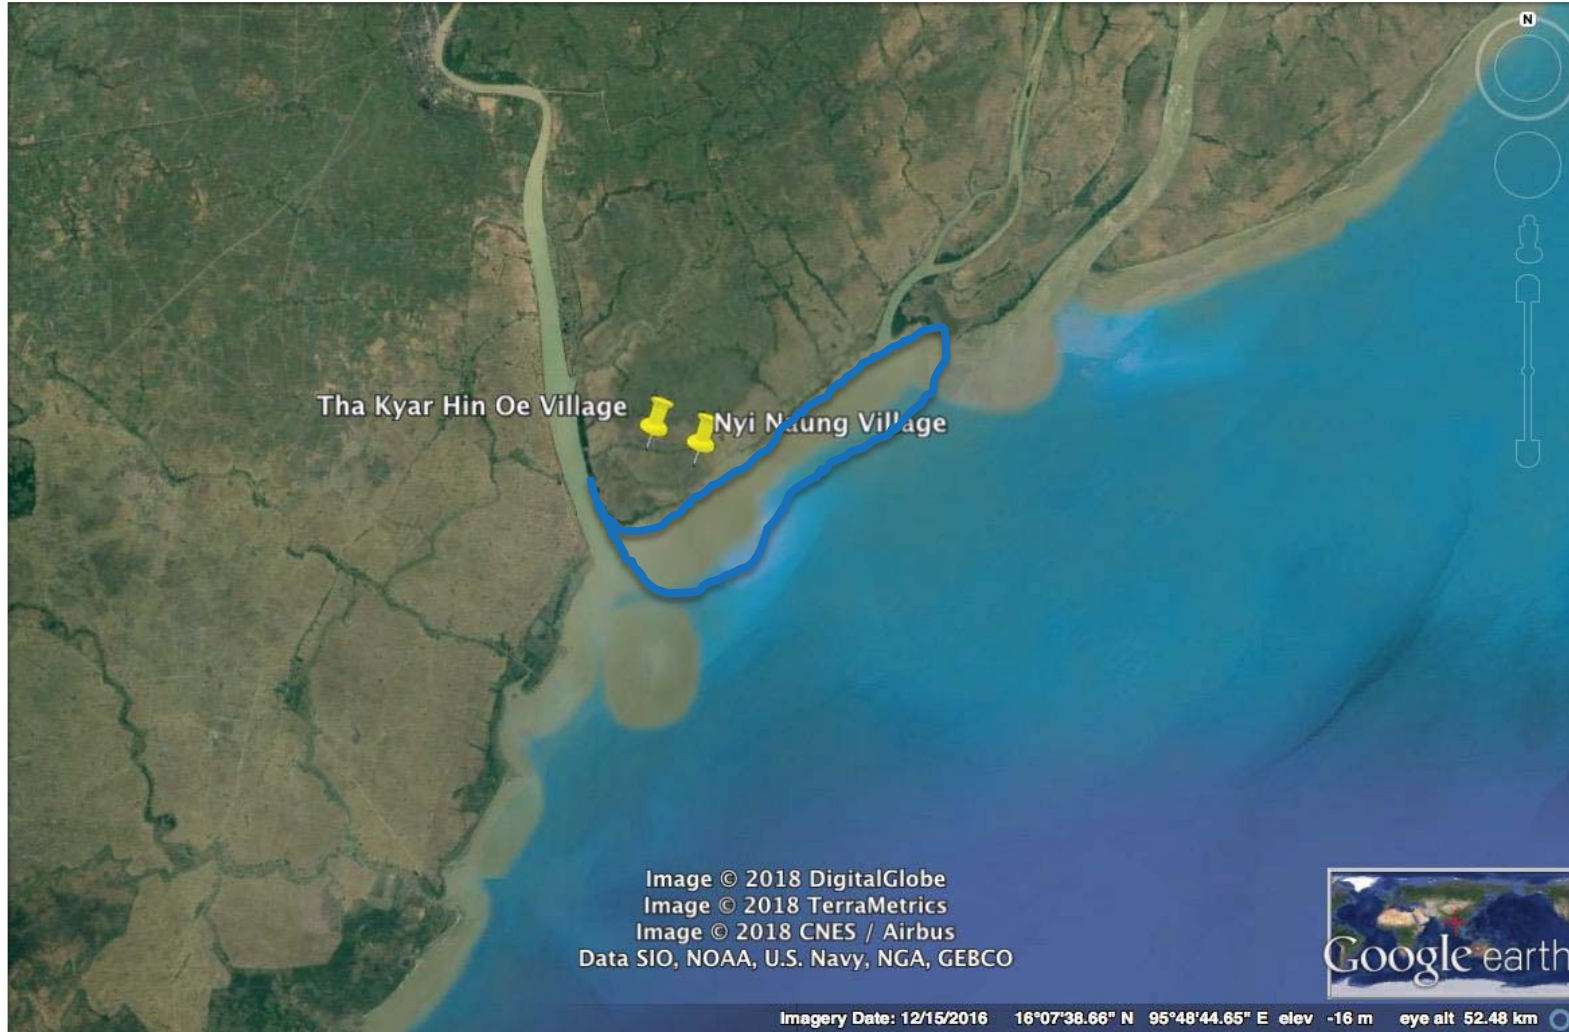 N
Tha Kyar Hin Oe Village
Nyi Naung Village
Image © 2018 DigitalGlobe
Image © 2018 TerraMetrics
Image © 2018 CNES / Airbus
Data SIO, NOAA, U.S. Navy, NGA, GEBCO
Google earth
Imagery Date: 12/15/2016 16°07'38.66" N 95°48'44.65" E elev -16 m eye alt 52.48 km